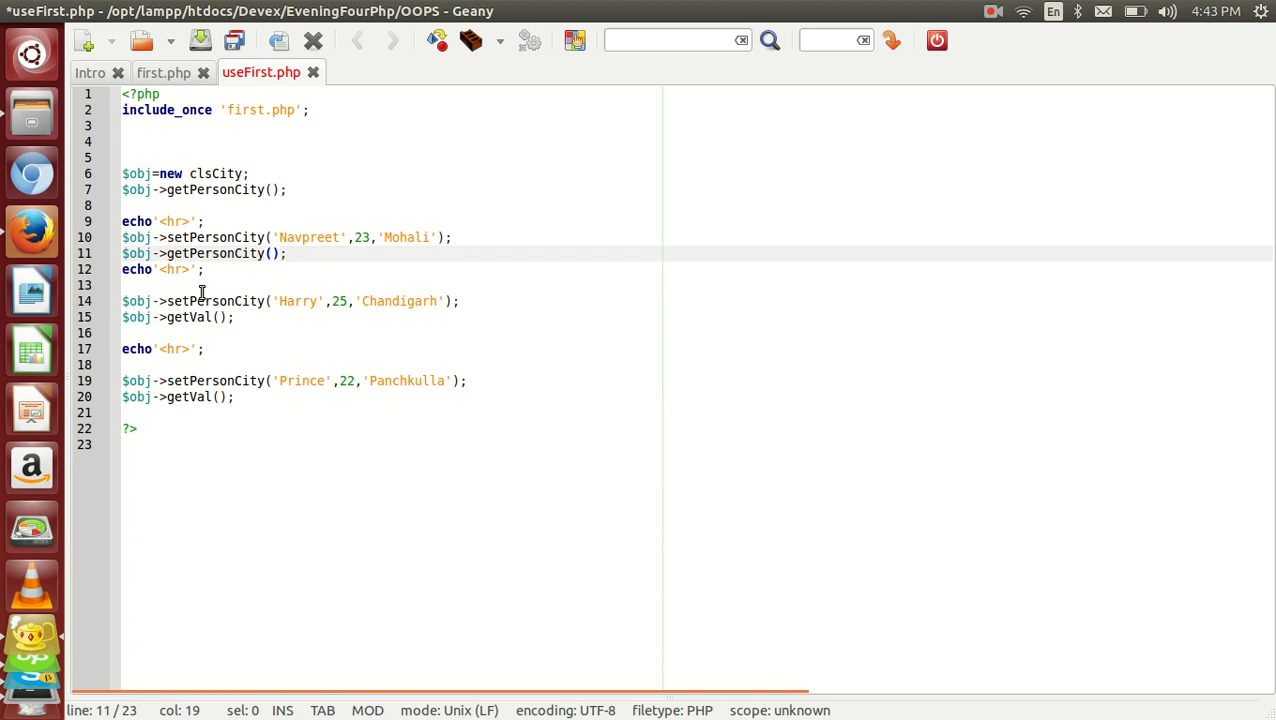 *useFirst.php - /opt/lampp/htdocs/Devex/EveningFourPhp/OOPS - Geany
En
4:43 PM
Intro
first.php
useFirst.php
1 <?php
2 include_once 'first.php';
3
4
5
6 $obj=new clsCity;
7 $obj->getPersonCity();
8
9 echo'<hr>';
10 $obj->setPersonCity('Navpreet',23,'Mohali');
11 $obj->getPersonCity();
12 echo'<hr>';
13
14 $obj->setPersonCity('Harry',25,'Chandigarh');
15 $obj->getVal();
16
17 echo'<hr>';
18
19 $obj->setPersonCity('Prince',22,'Panchkulla');
20 $obj->getVal();
21
22 ?>
23
a
line: 11 / 23 col: 19 sel: 0 INS TAB MOD mode: Unix (LF) encoding: UTF-8 filetype: PHP scope: unknown